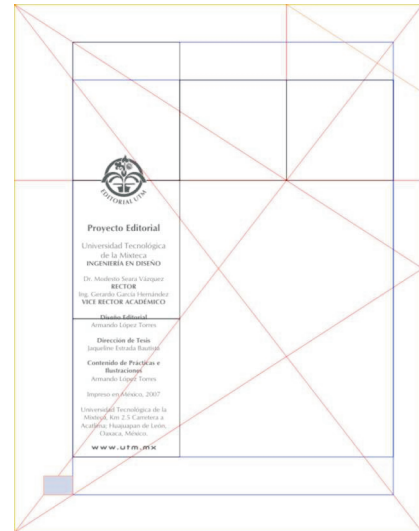 EDITORIAL UTM
Proyecto Editorial
Universidad Tecnológica
de la Mixteca
INGENIERÍA EN DISEÑO
Dr. Modesto Seara Vázquez
RECTOR
Ing. Gerardo García Hernández
VICE RECTOR ACADÉMICO
Diseño Editorial
Armando López Torres
Dirección de Tesis
Jaqueline Estrada Bautista
Contenido de Prácticas e
Ilustraciones
Armando López Torres
Impreso en México, 2007
Universidad Tecnológica de la
Mixteca, Km 2.5 Carretera a
Acatlima, Huajuapan de León,
Oaxaca, México.
www.utm.mx